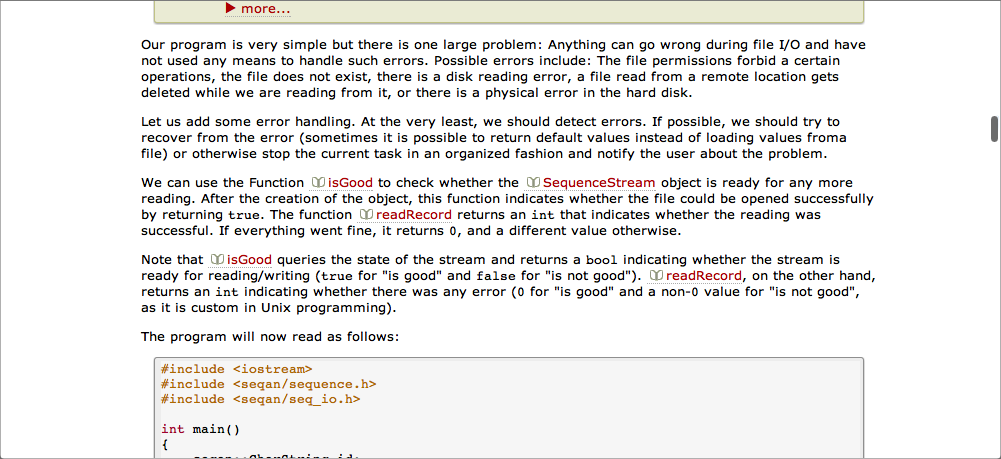 ▶ more...
Our program is very simple but there is one large problem: Anything can go wrong during file I/O and have
not used any means to handle such errors. Possible errors include: The file permissions forbid a certain
operations, the file does not exist, there is a disk reading error, a file read from a remote location gets
deleted while we are reading from it, or there is a physical error in the hard disk.
Let us add some error handling. At the very least, we should detect errors. If possible, we should try to
recover from the error (sometimes it is possible to return default values instead of loading values froma
file) or otherwise stop the current task in an organized fashion and notify the user about the problem.
We can use the Function isGood to check whether the SequenceStream object is ready for any more
reading. After the creation of the object, this function indicates whether the file could be opened successfully
by returning true. The function readRecord returns an int that indicates whether the reading was
successful. If everything went fine, it returns 0, and a different value otherwise.
Note that isGood queries the state of the stream and returns a bool indicating whether the stream is
ready for reading/writing (true for "is good" and false for "is not good"). readRecord, on the other hand,
returns an int indicating whether there was any error (0 for "is good" and a non-0 value for "is not good",
as it is custom in Unix programming).
The program will now read as follows:
#include <iostream>
#include <seqan/sequence.h>
#include <seqan/seq_io.h>
int main()
{
seqan::CharString id;